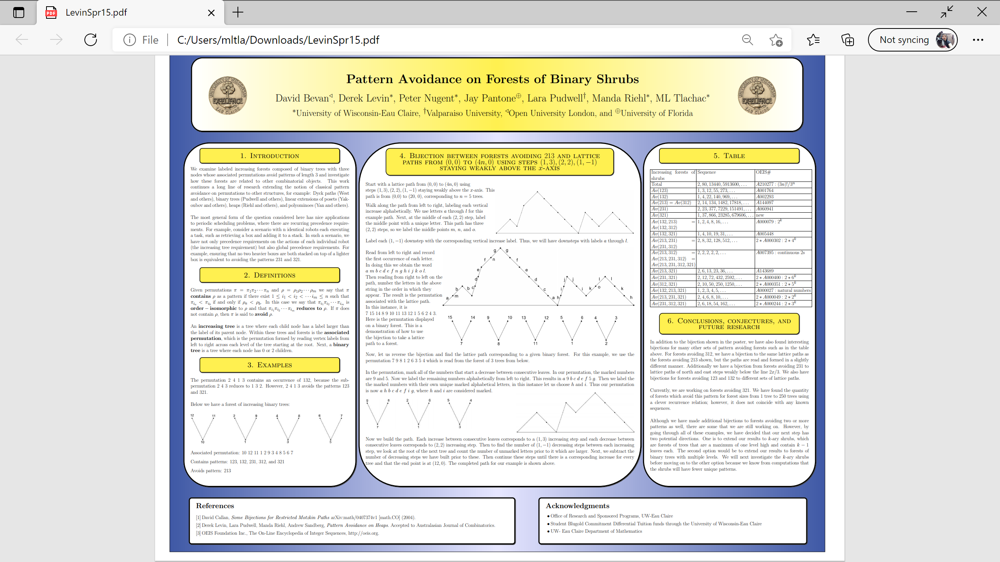 LevinSpr15.pdf
File
C:/Users/mltla/Downloads/LevinSpr15.pdf
Not syncing
Pattern Avoidance on Forests of Binary Shrubs
David Bevan◁, Derek Levin*, Peter Nugent*, Jay Pantone⊕, Lara Pudwell†, Manda Riehl*, ML Tlachac*
*University of Wisconsin-Eau Claire, †Valparaiso University, ◁Open University London, and ⊕University of Florida
UNIVERSITY OF WISCONSIN
EXCELLENCE
EAU CLAIRE
UNIVERSITY OF WISCONSIN
EXCELLENCE
EAU CLAIRE
1. Introduction
We examine labeled increasing forests composed of binary trees with three
nodes whose associated permutations avoid patterns of length 3 and investigate
how these forests are related to other combinatorial objects. This work
continues a long line of research extending the notion of classical pattern
avoidance on permutations to other structures, for example: Dyck paths (West
and others), binary trees (Pudwell and others), linear extensions of posets (Yak-
oubov and others), heaps (Riehl and others), and polyominoes (Yan and others).
The most general form of the question considered here has nice applications
to periodic scheduling problems, where there are recurring precedence require-
ments. For example, consider a scenario with n identical robots each executing
a task, such as retrieving a box and adding it to a stack. In such a scenario, we
have not only precedence requirements on the actions of each individual robot
(the increasing tree requirement) but also global precedence requirements. For
example, ensuring that no two heavier boxes are both stacked on top of a lighter
box is equivalent to avoiding the patterns 231 and 321.
2. Definitions
Given permutations π = π₁π₂···πₙ and ρ = ρ₁ρ₂···ρₘ we say that π
contains ρ as a pattern if there exist 1 ≤ i₁ < i₂ < ···iₘ ≤ n such that
π_{i_a} < π_{i_b} if and only if ρ_a < ρ_b. In this case we say that π_{i_1}π_{i_2}···π_{i_m} is
order − isomorphic to ρ and that π_{i_1}π_{i_2}···π_{i_m} reduces to ρ. If π does
not contain ρ, then π is said to avoid ρ.
An increasing tree is a tree where each child node has a label larger than
the label of its parent node. Within these trees and forests is the associated
permutation, which is the permutation formed by reading vertex labels from
left to right across each level of the tree starting at the root. Next, a binary
tree is a tree where each node has 0 or 2 children.
3. Examples
The permutation 2 4 1 3 contains an occurrence of 132, because the sub-
permutation 2 4 3 reduces to 1 3 2. However, 2 4 1 3 avoids the patterns 123
and 321.
Below we have a forest of increasing binary trees:
12 11 2 9 4 8 6 7
10 1 3 5
Associated permutation: 10 12 11 1 2 9 3 4 8 5 6 7
Contains patterns: 123, 132, 231, 312, and 321
Avoids pattern: 213
4. Bijection between forests avoiding 213 and lattice
paths from (0,0) to (4n,0) using steps (1,3),(2,2),(1,−1)
staying weakly above the x-axis
Start with a lattice path from (0,0) to (4n,0) using
steps (1,3),(2,2),(1,−1) staying weakly above the x-axis. This
path is from (0,0) to (20, 0), corresponding to n = 5 trees.
Walk along the path from left to right, labeling each vertical
increase alphabetically. We use letters a through l for this
example path. Next, at the middle of each (2,2) step, label
the middle point with a unique letter. This path has three
(2,2) steps, so we label the middle points m, n, and o.
Label each (1,−1) downstep with the corresponding vertical increase label. Thus, we will have downsteps with labels a through l.
Read from left to right and record
the first occurrence of each letter.
In doing this we obtain the word
a m b c d e f n g h i j k o l.
Then reading from right to left on the
path, number the letters in the above
string in the order in which they
appear. The result is the permutation
associated with the lattice path.
In this instance, it is
7 15 14 8 9 10 11 13 12 1 5 6 2 4 3.
Here is the permutation displayed
on a binary forest. This is a
demonstration of how to use
the bijection to take a lattice
path to a forest.
a m b b c d e f n g g f e d c a h i j j i k o l l k h
15 14 9 10 13 12 5 6 4 3
7 8 11 1 2
Now, let us reverse the bijection and find the lattice path corresponding to a given binary forest. For this example, we use the
permutation 7 9 8 1 2 6 3 5 4 which is read from the forest of 3 trees from below.
In the permutation, mark all of the numbers that start a decrease between consecutive leaves. In our permutation, the marked numbers
are 9 and 5. Now we label the remaining numbers alphabetically from left to right. This results in a 9 b c d e f 5 g. Then we label the
the marked numbers with their own unique marked alphabetical letters, in this instance let us choose h and i. Thus our permutation
is now a h b c d e f i g, where h and i are considered marked.
9 8 2 6 5 4
7 1 3
Now we build the path. Each increase between consecutive leaves corresponds to a (1,3) increasing step and each decrease between
consecutive leaves corresponds to (2,2) increasing step. Then to find the number of (1,−1) decreasing steps between each increasing
step, we look at the root of the next tree and count the number of unmarked letters prior to it which are larger. Next, we subtract the
number of decreasing steps we have built prior to these. Then continue these steps until there is a corresponding increase for every
tree and that the end point is at (12,0). The completed path for our example is shown above.
5. Table
Increasing forests of shrubs Sequence OEIS#
Total 2, 80, 13440, 5913600, ... A210277 : (3n)!/3ⁿ
Av(123) 1, 3, 12, 55, 273, ... A001764
Av(132) 1, 4, 22, 140, 969, ... A002293
Av(213) = Av(312) 2, 14, 134, 1482, 17818, ... A144097
Av(231) 2, 23, 377, 7229, 151491, ... A060941
Av(321) 1, 37, 866, 23285, 679606, ... new
Av(132, 213) = 1, 2, 4, 8, 16, ... A000079 : 2ᵏ
Av(132, 312)
Av(132, 321) 1, 4, 10, 19, 31, ... A005448
Av(213, 231) = 2, 8, 32, 128, 512, ... 2 * A000302 : 2 * 4ᵏ
Av(231, 312)
Av(213, 312) = 2, 2, 2, 2, 2, ... A007395 : continuous 2s
Av(213, 231, 312) =
Av(213, 231, 312, 321)
Av(213, 321) 2, 6, 13, 23, 36, ... A143689
Av(231, 321) 2, 12, 72, 432, 2592, ... 2 * A000400 : 2 * 6ᵏ
Av(312, 321) 2, 10, 50, 250, 1250, ... 2 * A000351 : 2 * 5ᵏ
Av(132, 213, 321) 1, 2, 3, 4, 5, ... A000027 : natural numbers
Av(213, 231, 321) 2, 4, 6, 8, 10, ... 2 * A000049 : 2 * 2ᵏ
Av(231, 312, 321) 2, 6, 18, 54, 162, ... 2 * A000244 : 2 * 3ᵏ
6. Conclusions, conjectures, and
future research
In addition to the bijection shown in the poster, we have also found interesting
bijections for many other sets of pattern avoiding forests such as in the table
above. For forests avoiding 312, we have a bijection to the same lattice paths as
the forests avoiding 213 shown, but the paths are read and formed in a slightly
different manner. Additionally we have a bijection from forests avoiding 231 to
lattice paths of north and east steps weakly below the line 2x/3. We also have
bijections for forests avoiding 123 and 132 to different sets of lattice paths.
Currently, we are working on forests avoiding 321. We have found the quantity
of forests which avoid this pattern for forest sizes from 1 tree to 250 trees using
a clever recurrence relation; however, it does not coincide with any known
sequences.
Although we have made additional bijections to forests avoiding two or more
patterns as well, there are some that we are still working on. However, by
going through all of these examples, we have decided that our next step has
two potential directions. One is to extend our results to k-ary shrubs, which
are forests of trees that are a maximum of one level high and contain k − 1
leaves each. The second option would be to extend our results to forests of
binary trees with multiple levels. We will next investigate the k-ary shrubs
before moving on to the other option because we know from computations that
the shrubs will have fewer unique patterns.
References
[1] David Callan, Some Bijections for Restricted Motzkin Paths arXiv:math/0407374v1 [math.CO] (2004).
[2] Derek Levin, Lara Pudwell, Manda Riehl, Andrew Sandberg, Pattern Avoidance on Heaps. Accepted to Australasian Journal of Combinatorics.
[3] OEIS Foundation Inc., The On-Line Encyclopedia of Integer Sequences, http://oeis.org.
Acknowledgments
• Office of Research and Sponsored Programs, UW-Eau Claire
• Student Blugold Commitment Differential Tuition funds through the University of Wisconsin-Eau Claire
• UW- Eau Claire Department of Mathematics